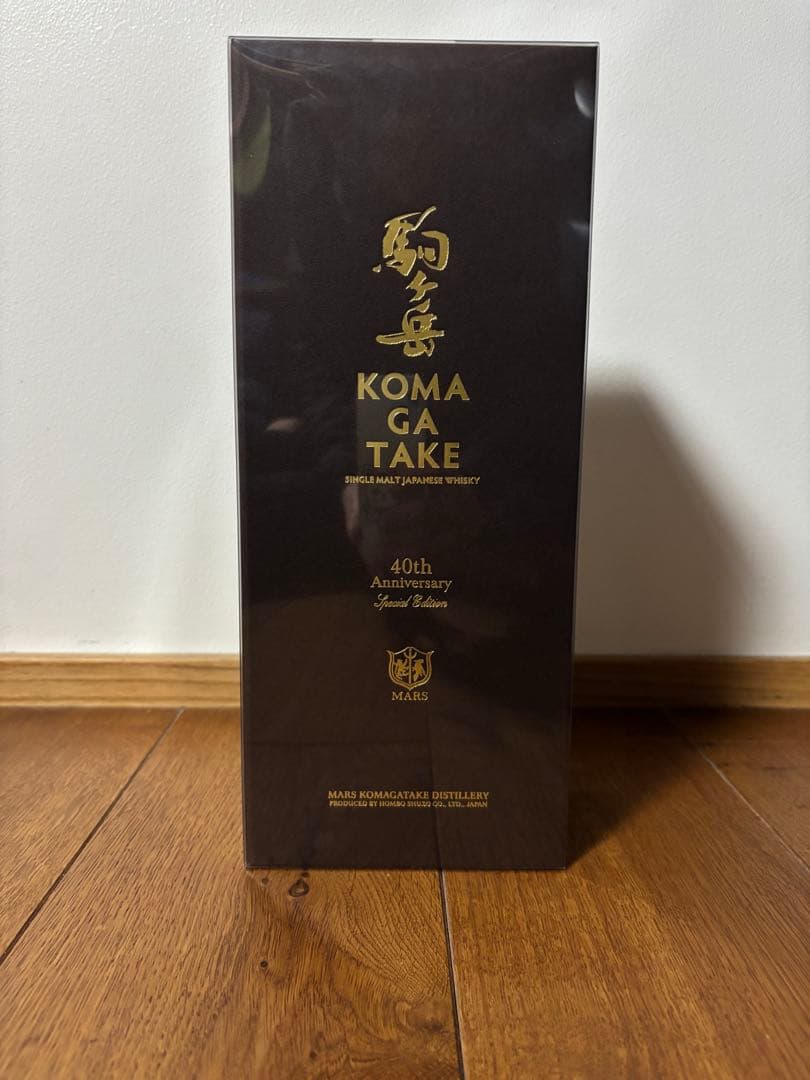 駒ヶ岳
KOMA
GA
TAKE
SINGLE MALT JAPANESE WHISKY
40th
Anniversary
Special Edition
MARS
MARS KOMAGATAKE DISTILLERY
PRODUCED BY HOMBO SHUZO CO., LTD., JAPAN